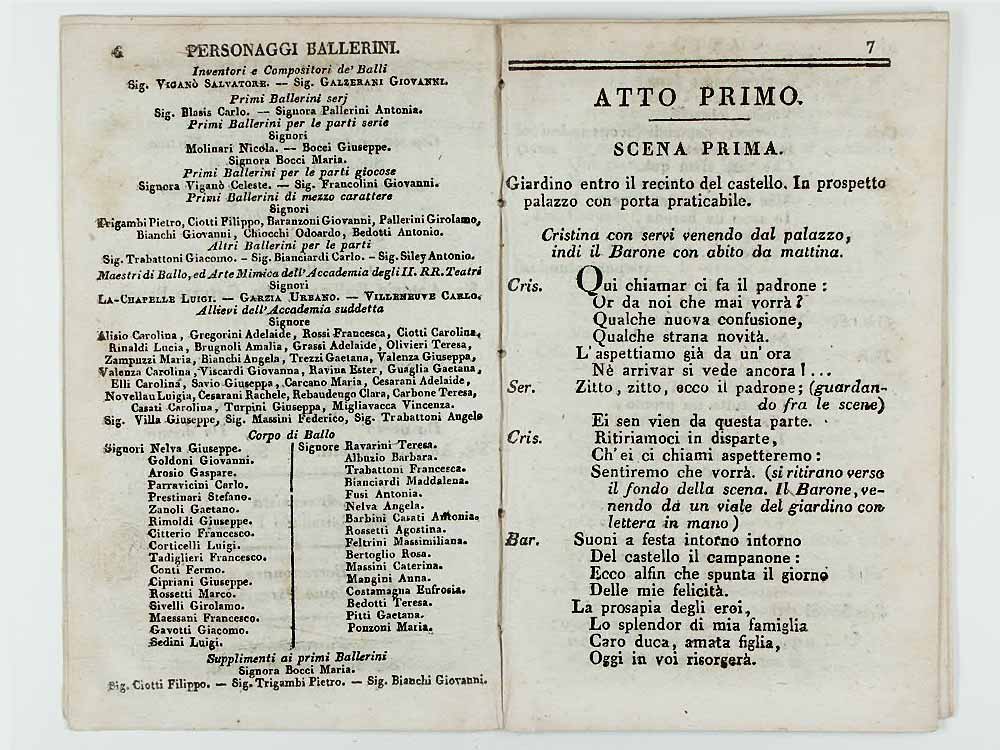 6 PERSONAGGI BALLERINI.
Inventori e Compositori de' Balli
Sig. VIGANÒ SALVATORE. — Sig. GALZERANI GIOVANNI.
Primi Ballerini serj
Sig. Blasis Carlo. — Signora Pallerini Antonia.
Primi Ballerini per le parti serie
Signori
Molinari Nicola. — Bocci Giuseppe.
Signora Bocci Maria.
Primi Ballerini per le parti giocose
Signora Viganò Celeste. — Sig. Francolini Giovanni.
Primi Ballerini di mezzo carattere
Signori
Trigambi Pietro, Ciotti Filippo, Baranzoni Giovanni, Pallerini Girolamo,
Bianchi Giovanni, Chiocchi Odoardo, Bedotti Antonio.
Altri Ballerini per le parti
Sig. Trabattoni Giacomo. - Sig. Bianciardi Carlo. - Sig. Siley Antonio.
Maestri di Ballo, ed Arte Mimica dell'Accademia degli II. RR. Teatri
Signori
LA-CHAPELLE LUIGI. — GARZIA URBANO. — VILLENEUVE CARLO.
Allievi dell'Accademia suddetta
Signore
Alisio Carolina, Gregorini Adelaide, Rossi Francesca, Ciotti Carolina,
Rinaldi Lucia, Brugnoli Amalia, Grassi Adelaide, Olivieri Teresa,
Zampuzzi Maria, Bianchi Angela, Trezzi Gaetana, Valenza Giuseppa,
Valenza Carolina, Viscardi Giovanna, Ravina Ester, Guaglia Gaetana,
Elli Carolina, Savio Giuseppa, Carcano Maria, Cesarani Adelaide,
Novellau Luigia, Cesarani Rachele, Rebaudengo Clara, Carbone Teresa,
Casati Carolina, Turpini Giuseppa, Migliavacca Vincenza.
Sig. Villa Giuseppe, Sig. Massini Federico, Sig. Trabattoni Angelo
Corpo di Ballo
Signori Nelva Giuseppe.
Goldoni Giovanni.
Arosio Gaspare.
Parravicini Carlo.
Prestinari Stefano.
Zanoli Gaetano.
Rimoldi Giuseppe.
Citterio Francesco.
Corticelli Luigi.
Tadiglieri Francesco.
Conti Fermo.
Cipriani Giuseppe.
Rossetti Marco.
Sivelli Girolamo.
Maessani Francesco.
Gavotti Giacomo.
Sedini Luigi.
Signore Ravarini Teresa.
Albuzio Barbara.
Trabattoni Francesca.
Bianciardi Maddalena.
Fusi Antonia.
Nelva Angela.
Barbini Casati Antonia.
Rossetti Agostina.
Feltrini Massimiliana.
Bertoglio Rosa.
Massini Caterina.
Mangini Anna.
Costamagna Eufrosia.
Bedotti Teresa.
Pitti Gaetana.
Ponzoni Maria.
Supplimenti ai primi Ballerini
Signora Bocci Maria.
Sig. Ciotti Filippo. — Sig. Trigambi Pietro. — Sig. Bianchi Giovanni.
7
ATTO PRIMO.
SCENA PRIMA.
Giardino entro il recinto del castello. In prospetto
palazzo con porta praticabile.
Cristina con servi venendo dal palazzo,
indi il Barone con abito da mattina.
Cris. Qui chiamar ci fa il padrone :
Or da noi che mai vorrà?
Qualche nuova confusione,
Qualche strana novità.
L'aspettiamo già da un'ora
Nè arrivar si vede ancora!...
Ser. Zitto, zitto, ecco il padrone; (guardan-
do fra le scene)
Ei sen vien da questa parte.
Cris. Ritiriamoci in disparte,
Ch'ei ci chiami aspetteremo:
Sentiremo che vorrà. (si ritirano verso
il fondo della scena. Il Barone, ve-
nendo da un viale del giardino con
lettera in mano)
Bar. Suoni a festa intorno intorno
Del castello il campanone :
Ecco alfin che spunta il giorno
Delle mie felicità.
La prosapia degli eroi,
Lo splendor di mia famiglia
Caro duca, amata figlia,
Oggi in voi risorgerà.